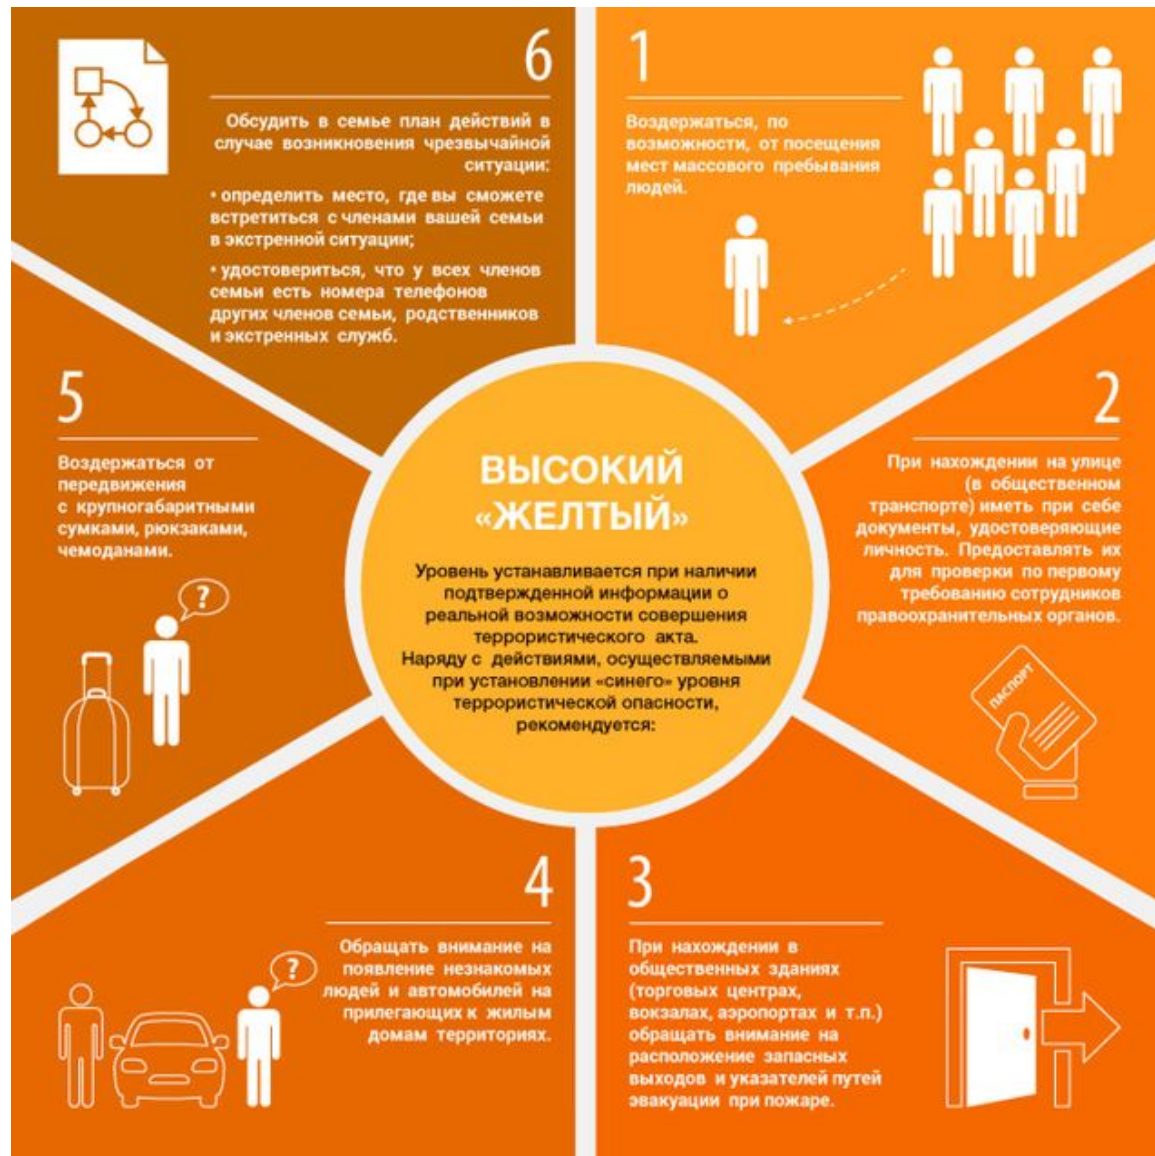 ВЫСОКИЙ
«ЖЕЛТЫЙ»
Уровень устанавливается при наличии
подтвержденной информации о
реальной возможности совершения
террористического акта.
Наряду с действиями, осуществляемыми
при установлении «синего» уровня
террористической опасности,
рекомендуется:
1
Воздержаться, по
возможности, от посещения
мест массового пребывания
людей.
2
При нахождении на улице
(в общественном
транспорте) иметь при себе
документы, удостоверяющие
личность. Предоставлять их
для проверки по первому
требованию сотрудников
правоохранительных органов.
ПАСПОРТ
3
При нахождении в
общественных зданиях
(торговых центрах,
вокзалах, аэропортах и т.п.)
обращать внимание на
расположение запасных
выходов и указателей путей
эвакуации при пожаре.
4
Обращать внимание на
появление незнакомых
людей и автомобилей на
прилегающих к жилым
домам территориях.
?
5
Воздержаться от
передвижения
с крупногабаритными
сумками, рюкзаками,
чемоданами.
?
6
Обсудить в семье план действий в
случае возникновения чрезвычайной
ситуации:
• определить место, где вы сможете
встретиться с членами вашей семьи
в экстренной ситуации;
• удостовериться, что у всех членов
семьи есть номера телефонов
других членов семьи, родственников
и экстренных служб.